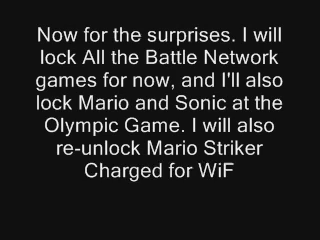 Now for the surprises. I will
lock All the Battle Network
games for now, and I'll also
lock Mario and Sonic at the
Olympic Game. I will also
re-unlock Mario Striker
Charged for WiF